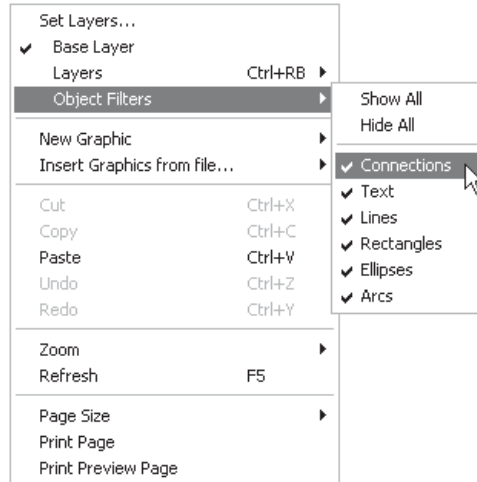 Set Layers...
Base Layer
Layers Ctrl+RB
Object Filters
Show All
Hide All
New Graphic
Insert Graphics from file...
Connections
Text
Lines
Rectangles
Ellipses
Arcs
Cut Ctrl+X
Copy Ctrl+C
Paste Ctrl+V
Undo Ctrl+Z
Redo Ctrl+Y
Zoom
Refresh F5
Page Size
Print Page
Print Preview Page